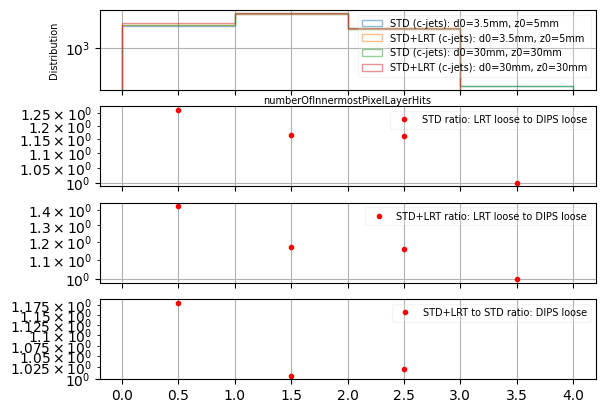 STD (c-jets): d0=3.5mm, z0=5mm
STD+LRT (c-jets): d0=3.5mm, z0=5mm
STD (c-jets): d0=30mm, z0=30mm
STD+LRT (c-jets): d0=30mm, z0=30mm
Distribution
10³
numberOfInnermostPixelLayerHits
1.25 × 10⁰
1.2 × 10⁰
1.15 × 10⁰
1.1 × 10⁰
1.05 × 10⁰
10⁰
STD ratio: LRT loose to DIPS loose
1.4 × 10⁰
1.3 × 10⁰
1.2 × 10⁰
1.1 × 10⁰
10⁰
STD+LRT ratio: LRT loose to DIPS loose
1.175 × 10⁰
1.15 × 10⁰
1.125 × 10⁰
1.1 × 10⁰
1.075 × 10⁰
1.05 × 10⁰
1.025 × 10⁰
10⁰
STD+LRT to STD ratio: DIPS loose
0.0 0.5 1.0 1.5 2.0 2.5 3.0 3.5 4.0